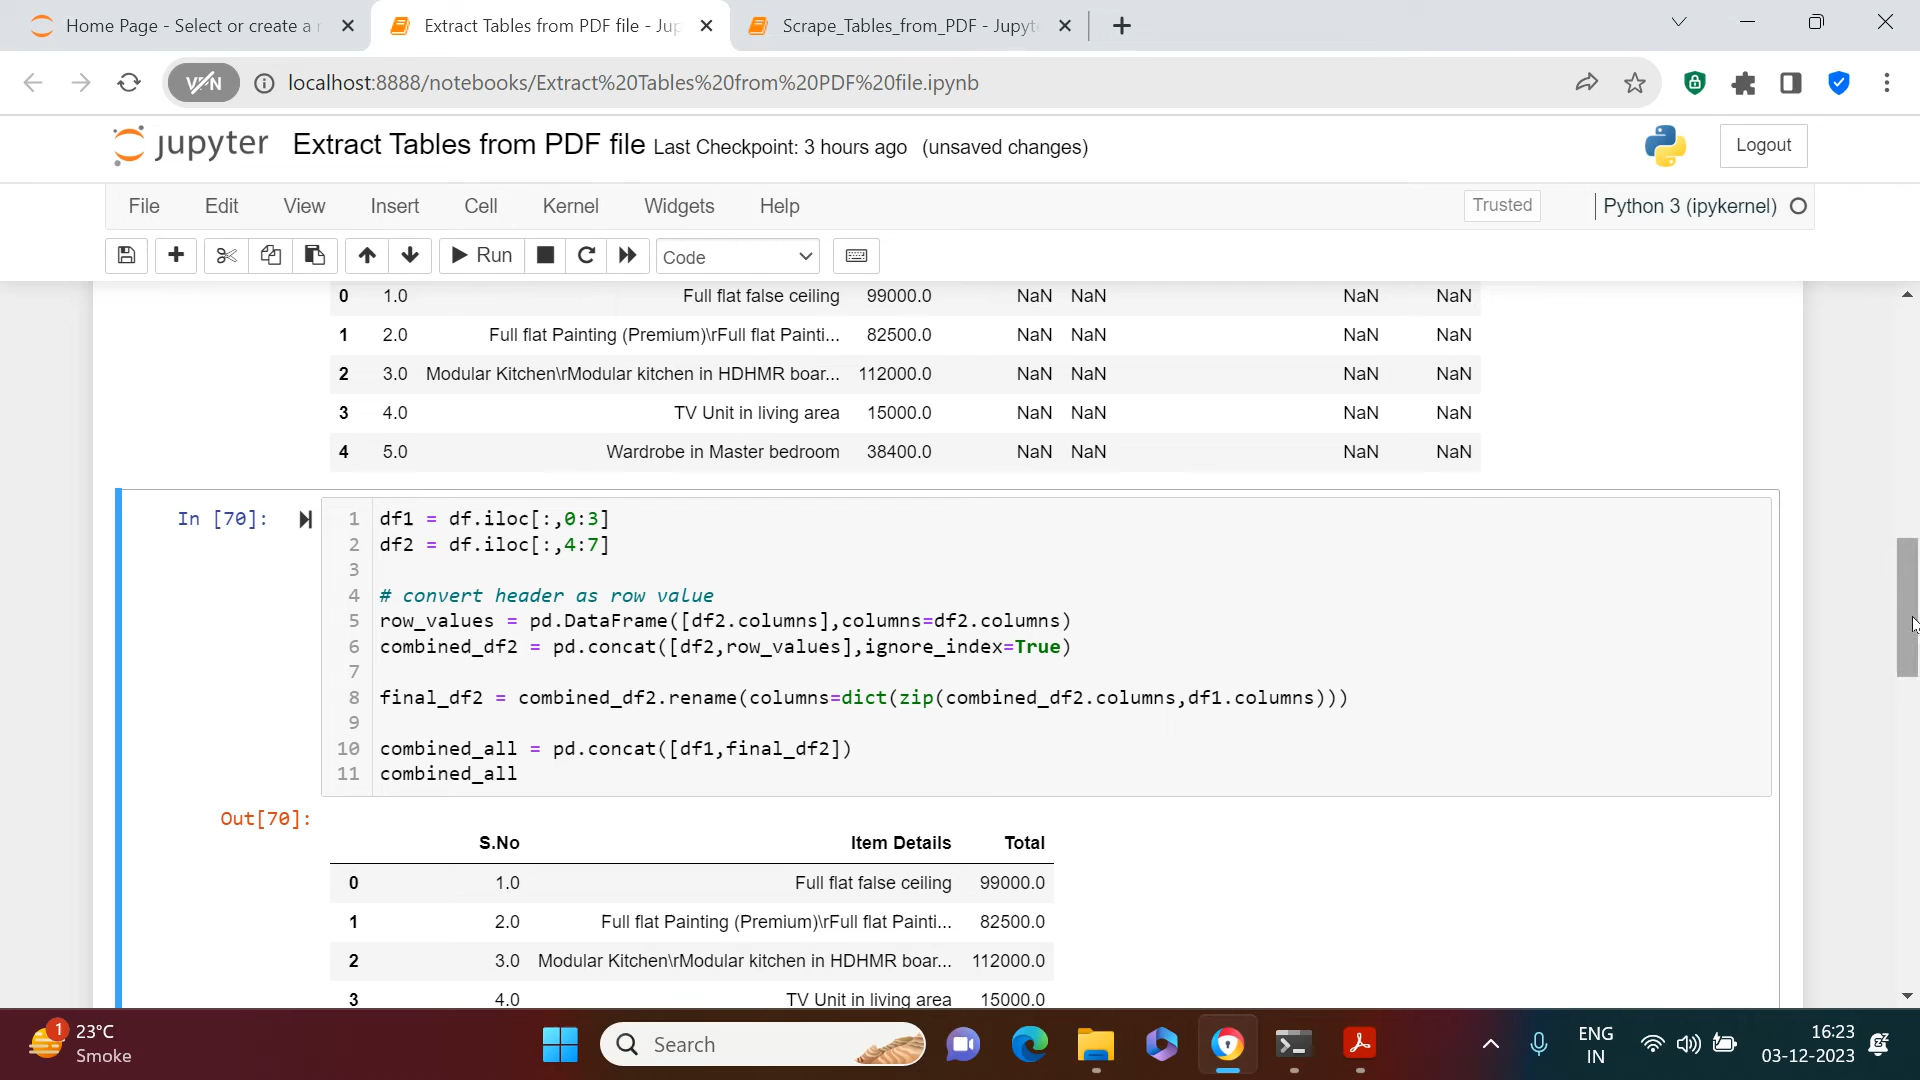 Home Page - Select or create a
Extract Tables from PDF file - Jup
Scrape_Tables_from_PDF - Jupyt
VPN
localhost:8888/notebooks/Extract%20Tables%20from%20PDF%20file.ipynb
jupyter Extract Tables from PDF file Last Checkpoint: 3 hours ago (unsaved changes)
Logout
File Edit View Insert Cell Kernel Widgets Help
Trusted
Python 3 (ipykernel)
Run
Code
0 1.0 Full flat false ceiling 99000.0 NaN NaN NaN NaN
1 2.0 Full flat Painting (Premium)\rFull flat Painti... 82500.0 NaN NaN NaN NaN
2 3.0 Modular Kitchen\rModular kitchen in HDHMR boar... 112000.0 NaN NaN NaN NaN
3 4.0 TV Unit in living area 15000.0 NaN NaN NaN NaN
4 5.0 Wardrobe in Master bedroom 38400.0 NaN NaN NaN NaN
In [70]:
1 df1 = df.iloc[:,0:3]
2 df2 = df.iloc[:,4:7]
3
4 # convert header as row value
5 row_values = pd.DataFrame([df2.columns],columns=df2.columns)
6 combined_df2 = pd.concat([df2,row_values],ignore_index=True)
7
8 final_df2 = combined_df2.rename(columns=dict(zip(combined_df2.columns,df1.columns)))
9
10 combined_all = pd.concat([df1,final_df2])
11 combined_all
Out[70]:
S.No Item Details Total
0 1.0 Full flat false ceiling 99000.0
1 2.0 Full flat Painting (Premium)\rFull flat Painti... 82500.0
2 3.0 Modular Kitchen\rModular kitchen in HDHMR boar... 112000.0
3 4.0 TV Unit in living area 15000.0
1
23°C
Smoke
Search
ENG
IN
16:23
03-12-2023